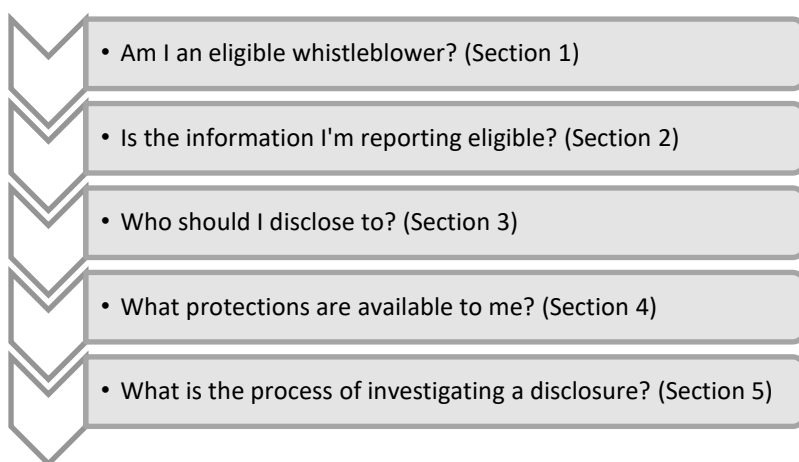 • Am I an eligible whistleblower? (Section 1)
• Is the information I'm reporting eligible? (Section 2)
• Who should I disclose to? (Section 3)
• What protections are available to me? (Section 4)
• What is the process of investigating a disclosure? (Section 5)